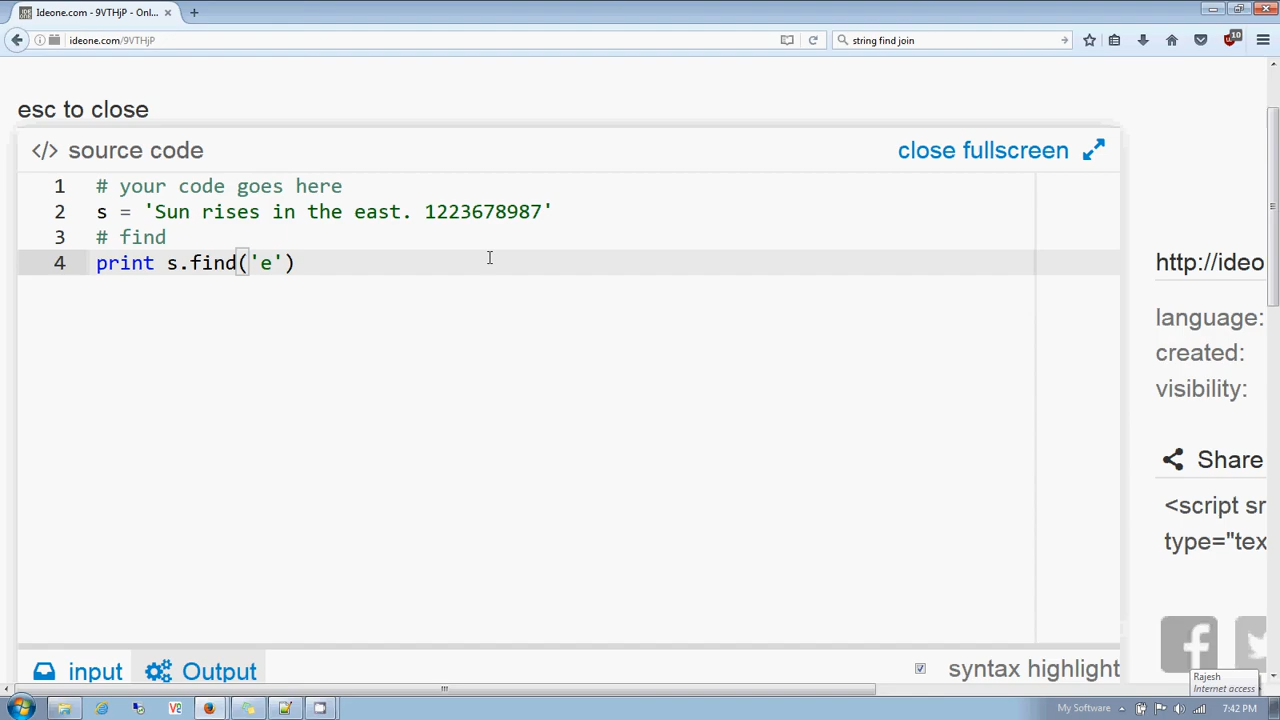 Ideone.com - 9VTHjP - Onl...
ideone.com/9VTHjP
string find join
10
esc to close
</> source code
close fullscreen
1 # your code goes here
2 s = 'Sun rises in the east. 1223678987'
3 # find
4 print s.find('e')
http://ideo
language:
created:
visibility:
Share
<script sr
type="tex
input
Output
syntax highlight
Rajesh
Internet access
My Software
7:42 PM